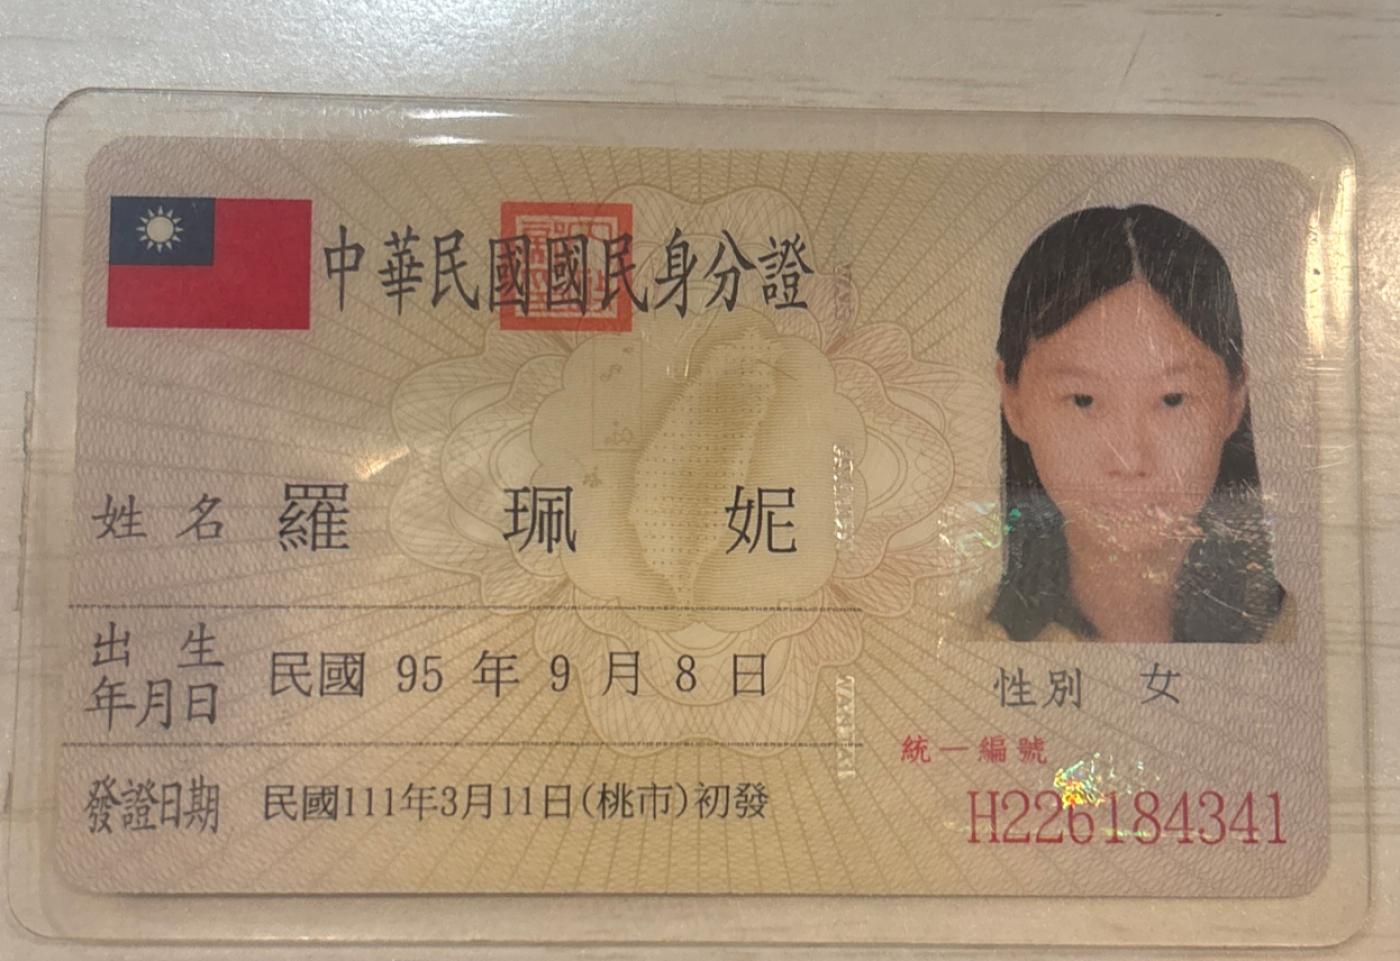 中華民國國民身分證
姓名 羅珮妮
出生年月日 民國 95 年 9 月 8 日
性別 女
統一編號
H226184341
發證日期 民國111年3月11日(桃市)初發